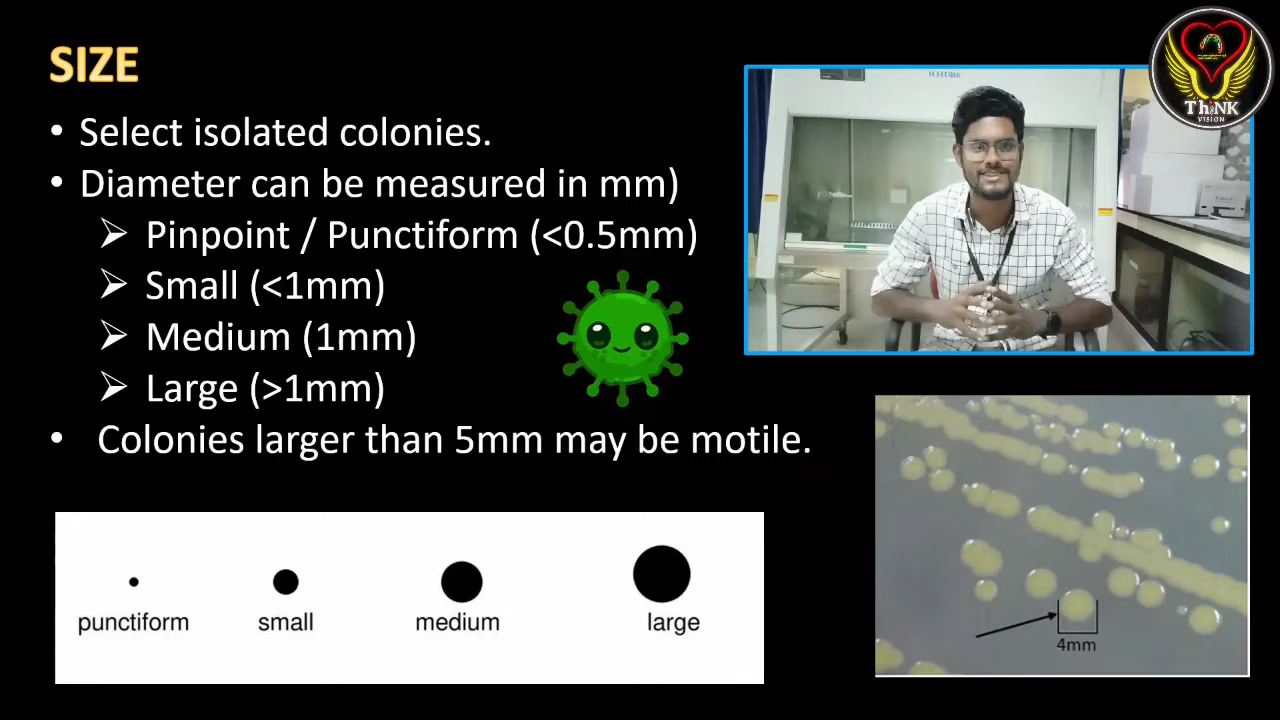 SIZE
• Select isolated colonies.
• Diameter can be measured in mm)
➢ Pinpoint / Punctiform (<0.5mm)
➢ Small (<1mm)
➢ Medium (1mm)
➢ Large (>1mm)
• Colonies larger than 5mm may be motile.
ThiNK
VISION
punctiform small medium large
4mm